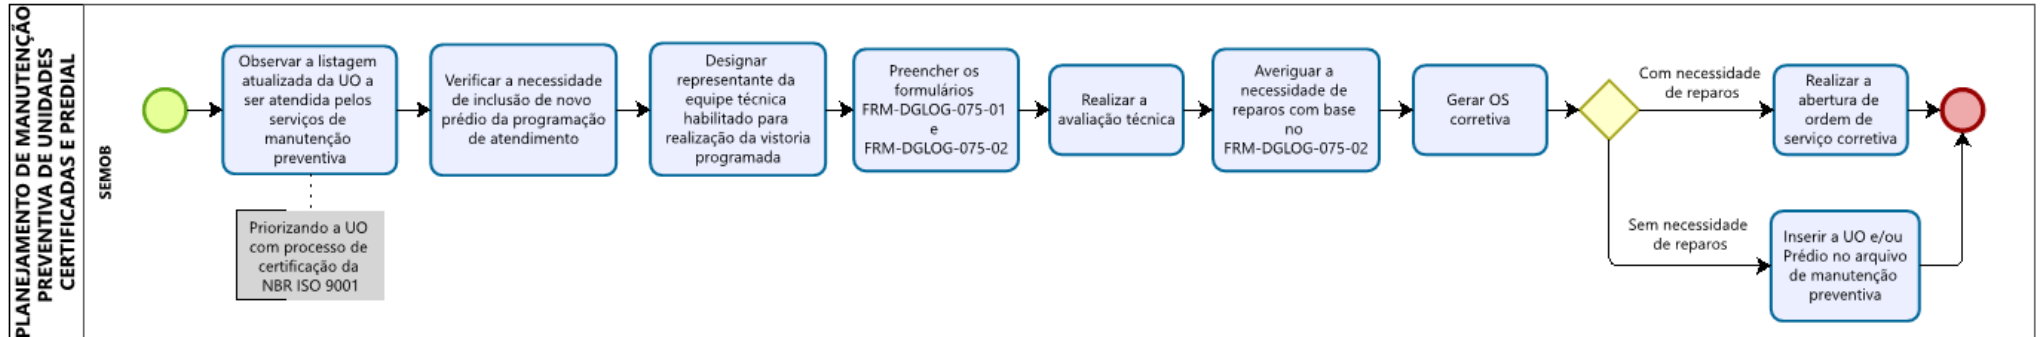 PLANEJAMENTO DE MANUTENÇÃO
PREVENTIVA DE UNIDADES
CERTIFICADAS E PREDIAL
SEMOB
Observar a listagem
atualizada da UO a
ser atendida pelos
serviços de
manutenção
preventiva
Priorizando a UO
com processo de
certificação da
NBR ISO 9001
Verificar a necessidade
de inclusão de novo
prédio da programação
de atendimento
Designar
representante da
equipe técnica
habilitado para
realização da vistoria
programada
Preencher os
formulários
FRM-DGLOG-075-01
e
FRM-DGLOG-075-02
Realizar a
avaliação técnica
Averiguar a
necessidade de
reparos com base
no
FRM-DGLOG-075-02
Gerar OS
corretiva
Com necessidade
de reparos
Realizar a
abertura de
ordem de
serviço corretiva
Sem necessidade
de reparos
Inserir a UO e/ou
Prédio no arquivo
de manutenção
preventiva